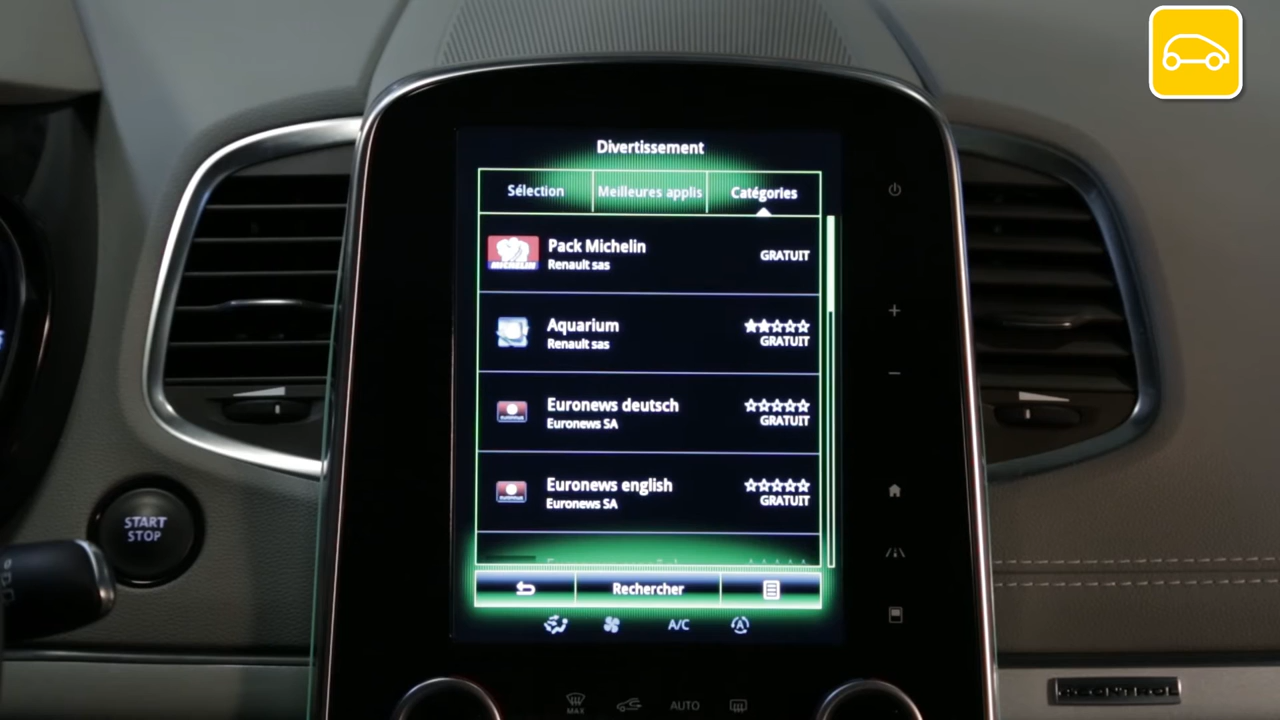 Divertissement
Sélection
Meilleures applis
Catégories
Pack Michelin
Renault sas
GRATUIT
Aquarium
Renault sas
GRATUIT
Euronews deutsch
Euronews SA
GRATUIT
Euronews english
Euronews SA
GRATUIT
Rechercher
A/C
A
START
STOP
MAX
AUTO